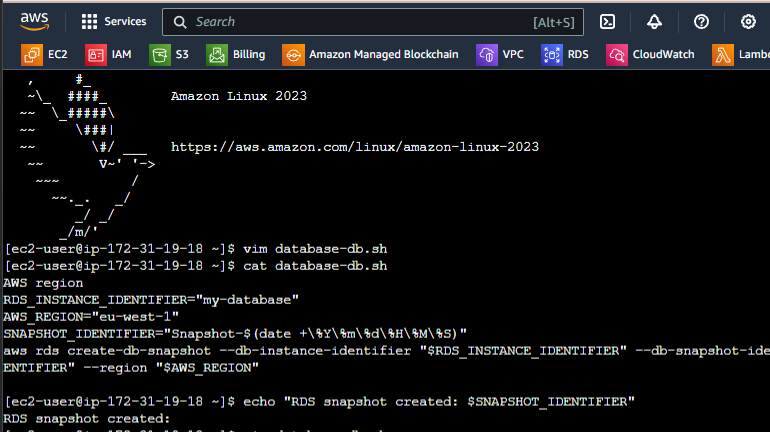 aws
Services
Search
[Alt+S]
EC2
IAM
S3
Billing
Amazon Managed Blockchain
VPC
RDS
CloudWatch
Lamb
   ,     #_
   ~\_  ####_        Amazon Linux 2023
  ~~  \_#####\
  ~~     \###|
  ~~       \#/ ___   https://aws.amazon.com/linux/amazon-linux-2023
   ~~       V~' '->
    ~~~         /
      ~~._.   _/
         _/ _/
       _/m/'
[ec2-user@ip-172-31-19-18 ~]$ vim database-db.sh
[ec2-user@ip-172-31-19-18 ~]$ cat database-db.sh
AWS region
RDS_INSTANCE_IDENTIFIER="my-database"
AWS_REGION="eu-west-1"
SNAPSHOT_IDENTIFIER="Snapshot-$(date +\%Y\%m\%d\%H\%M\%S)"
aws rds create-db-snapshot --db-instance-identifier "$RDS_INSTANCE_IDENTIFIER" --db-snapshot-ide
ENTIFIER" --region "$AWS_REGION"
[ec2-user@ip-172-31-19-18 ~]$ echo "RDS snapshot created: $SNAPSHOT_IDENTIFIER"
RDS snapshot created: